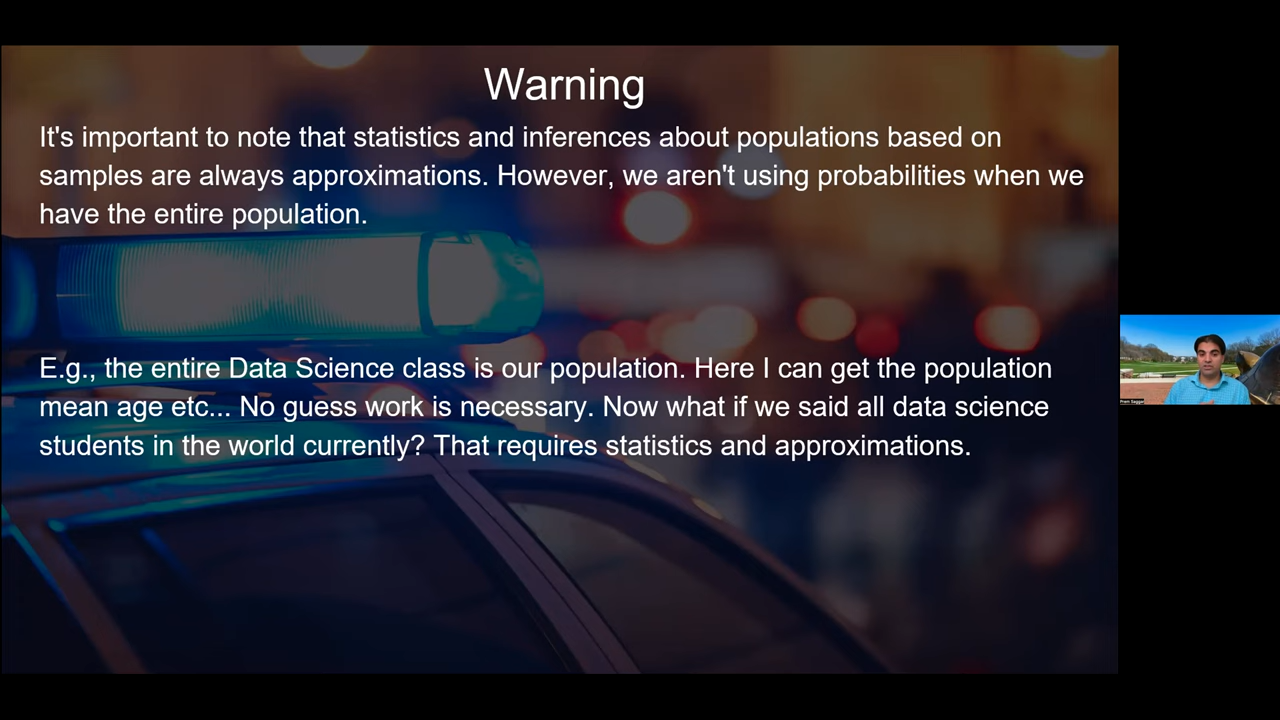 Warning
It's important to note that statistics and inferences about populations based on
samples are always approximations. However, we aren't using probabilities when we
have the entire population.
E.g., the entire Data Science class is our population. Here I can get the population
mean age etc... No guess work is necessary. Now what if we said all data science
students in the world currently? That requires statistics and approximations.
Prem Saggar